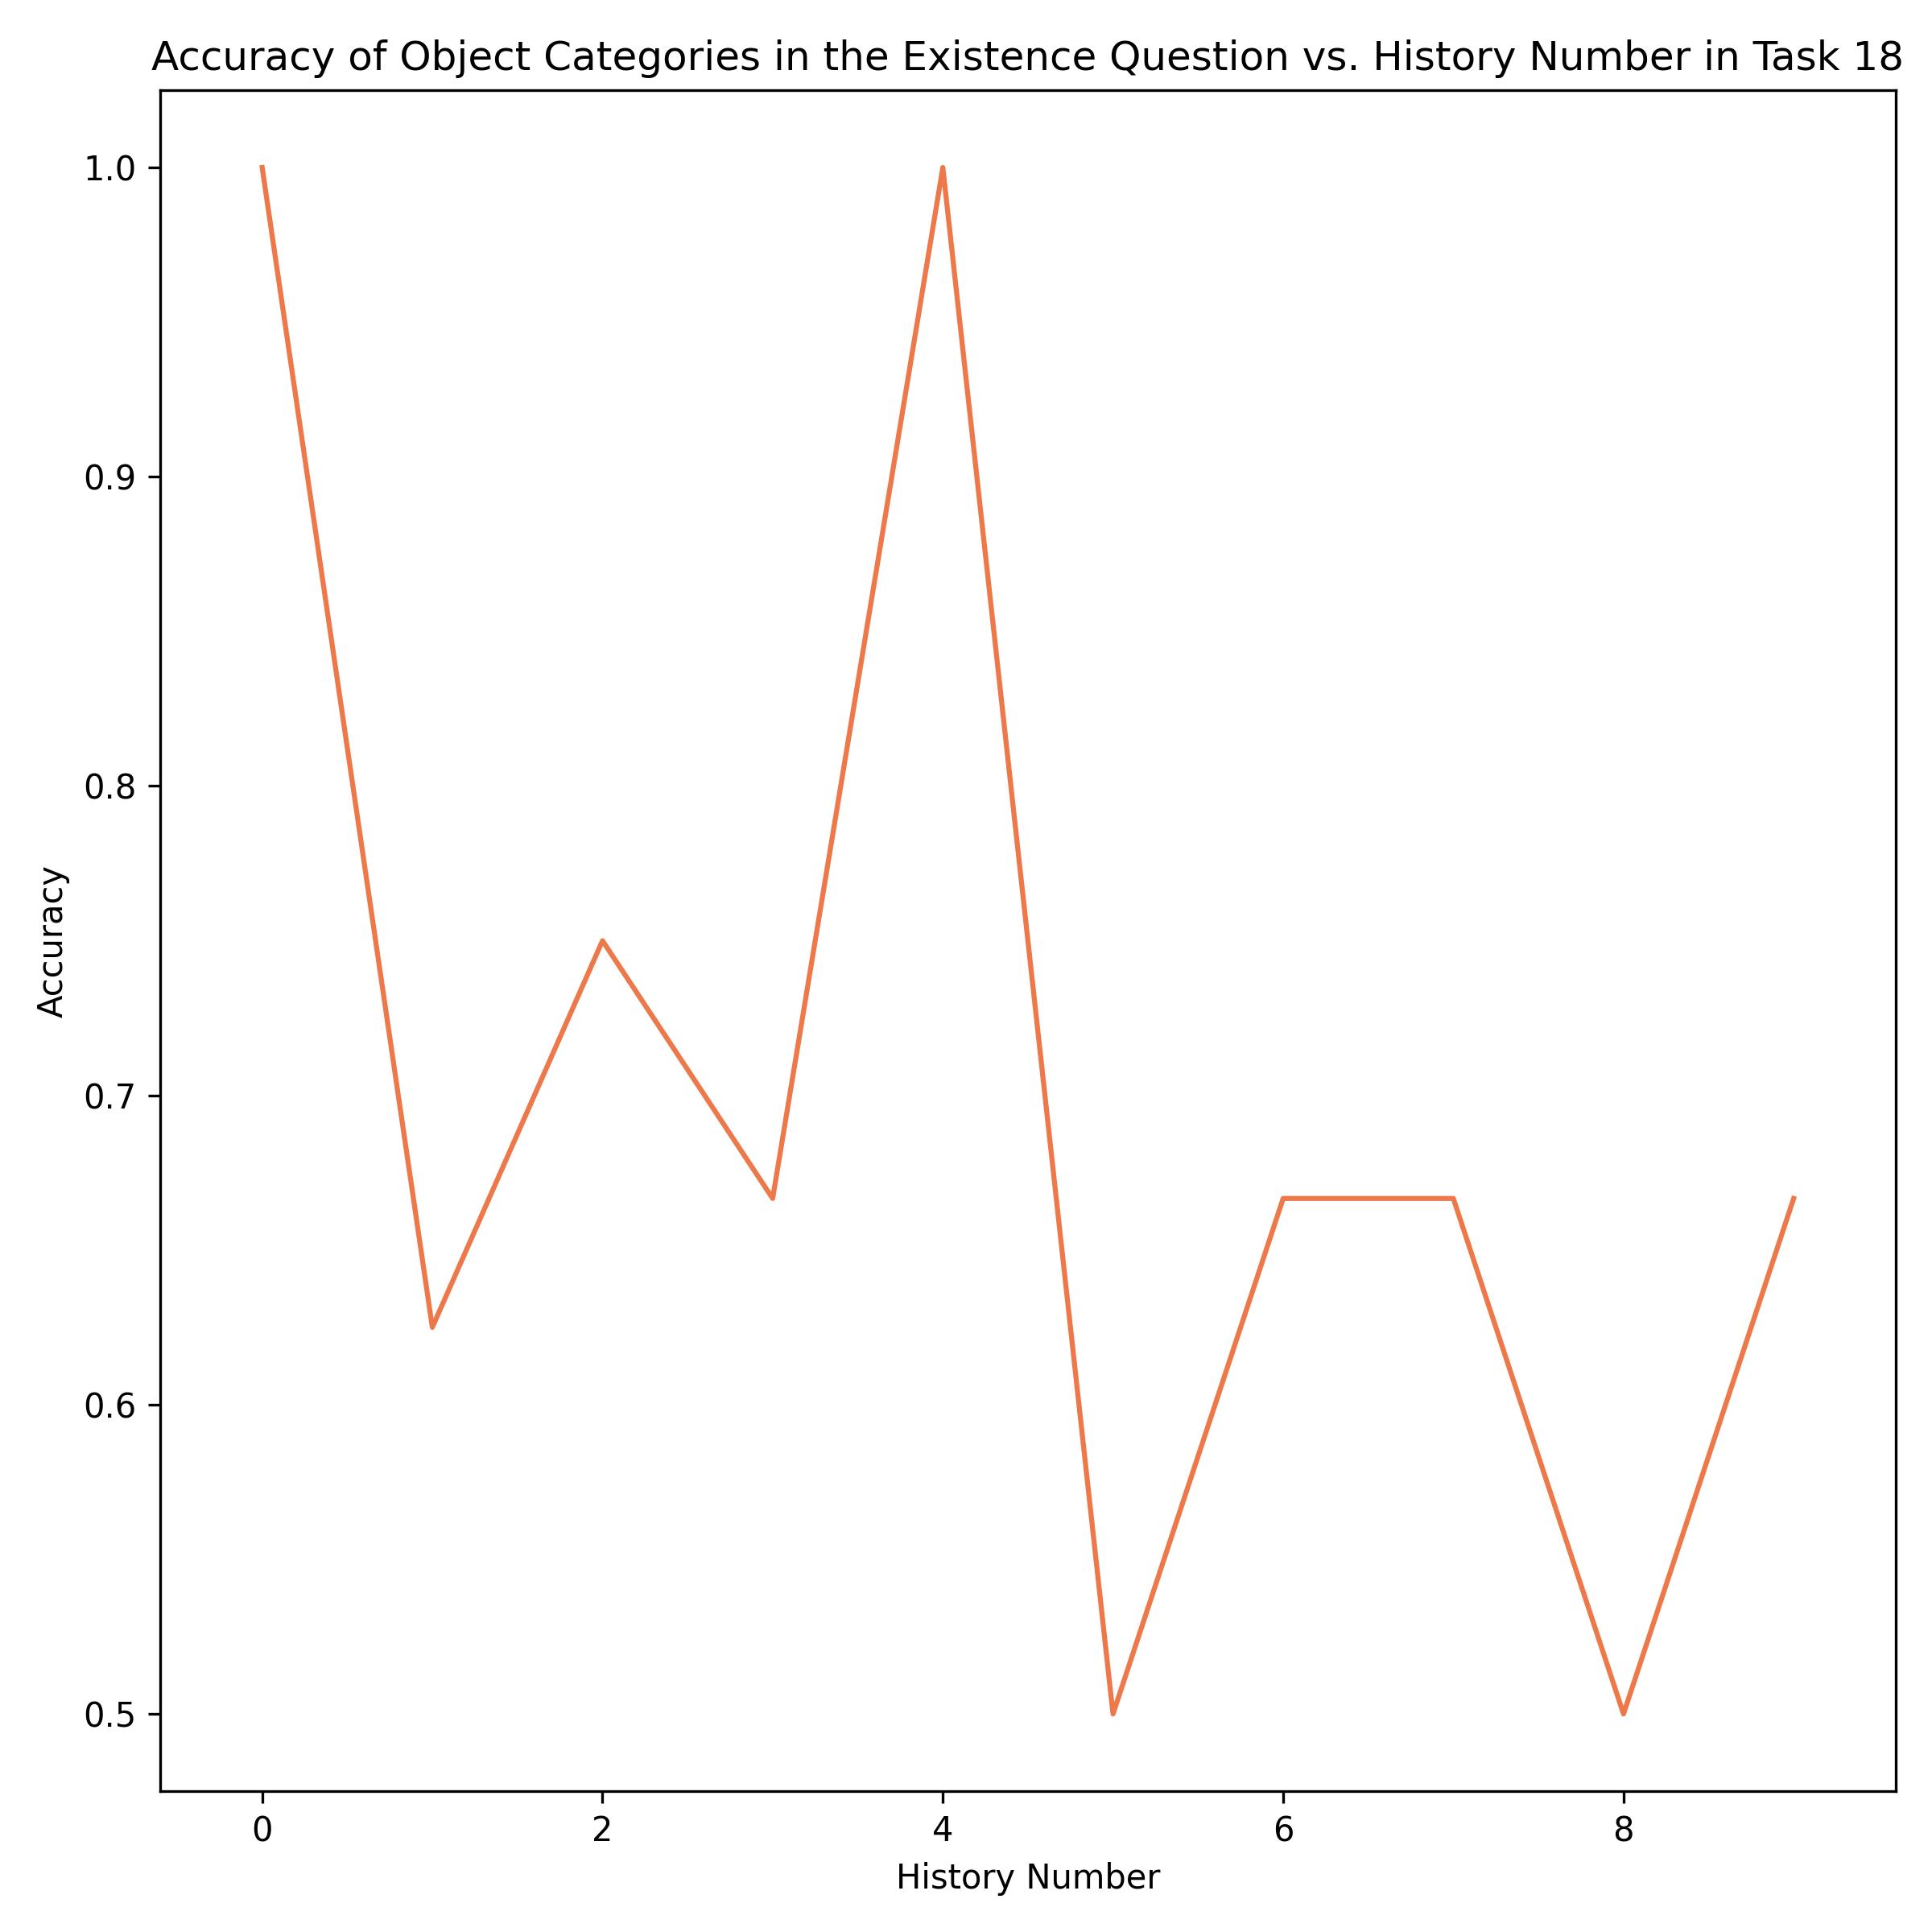 Accuracy of Object Categories in the Existence Question vs. History Number in Task 18
1.0
0.9
0.8
0.7
0.6
0.5
Accuracy
0 2 4 6 8
History Number